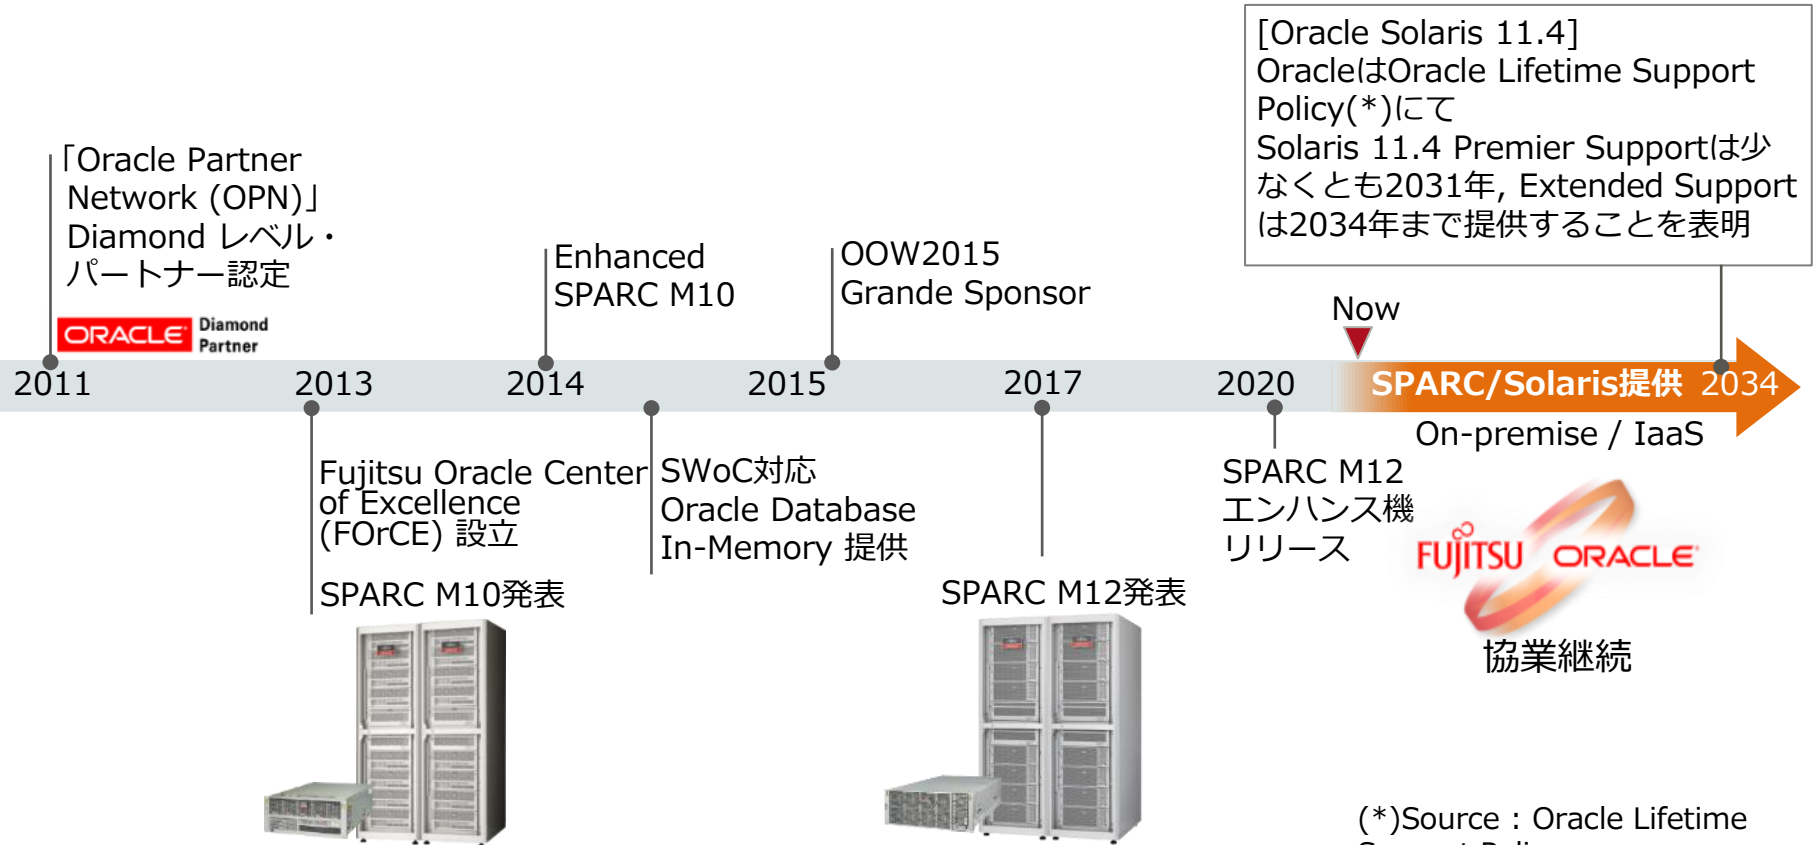 [Oracle Solaris 11.4]
OracleはOracle Lifetime Support
Policy(*)にて
Solaris 11.4 Premier Supportは少
なくとも2031年, Extended Support
は2034年まで提供することを表明
「Oracle Partner
Network (OPN)」
Diamond レベル・
パートナー認定
ORACLE Diamond
Partner
Enhanced
SPARC M10
OOW2015
Grande Sponsor
Now
2011 2013 2014 2015 2017 2020 SPARC/Solaris提供 2034
On-premise / IaaS
Fujitsu Oracle Center
of Excellence
(FOrCE) 設立
SPARC M10発表
SWoC対応
Oracle Database
In-Memory 提供
SPARC M12発表
SPARC M12
エンハンス機
リリース
FUJITSU ORACLE
協業継続
(*)Source : Oracle Lifetime